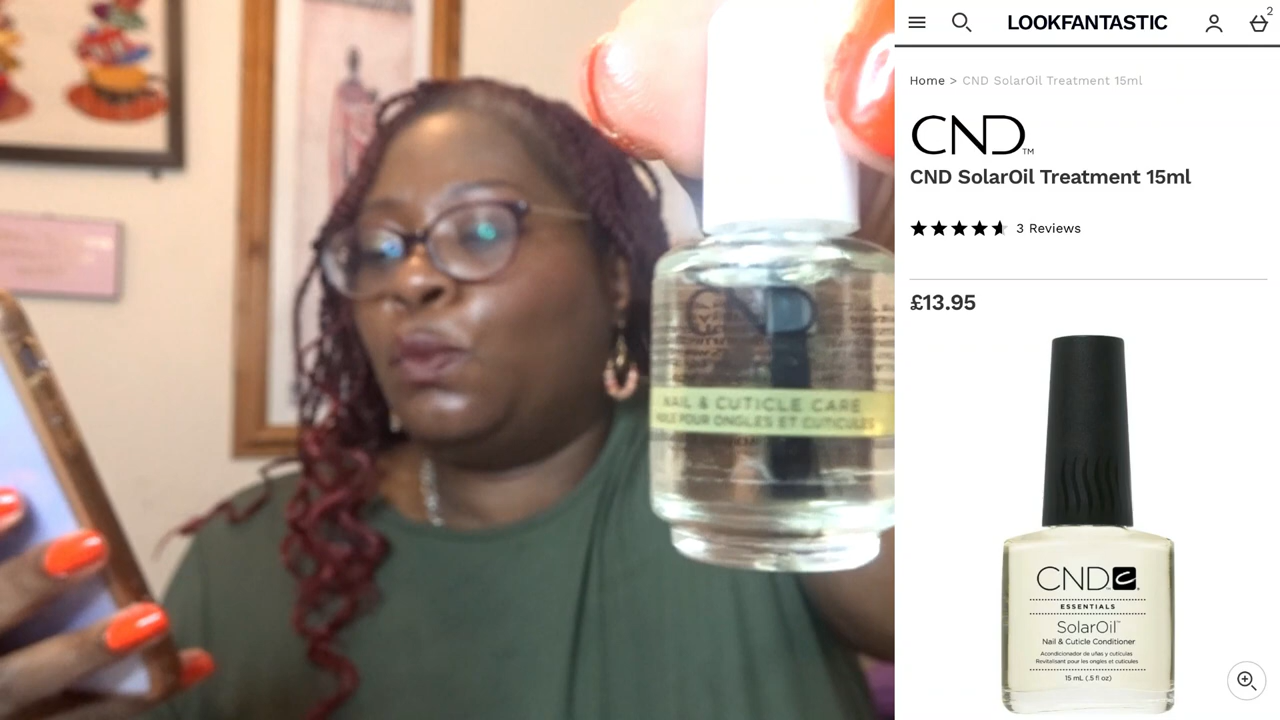 CND
NAIL & CUTICLE CARE
HUILE POUR ONGLES ET CUTICULES
LOOKFANTASTIC
2
Home > CND SolarOil Treatment 15ml
CND™
CND SolarOil Treatment 15ml
3 Reviews
£13.95
CND
ESSENTIALS
SolarOil™
Nail & Cuticle Conditioner
Acondicionador de uñas y cutículas
Revitalisant pour les ongles et cuticules
15 mL (.5 fl oz)